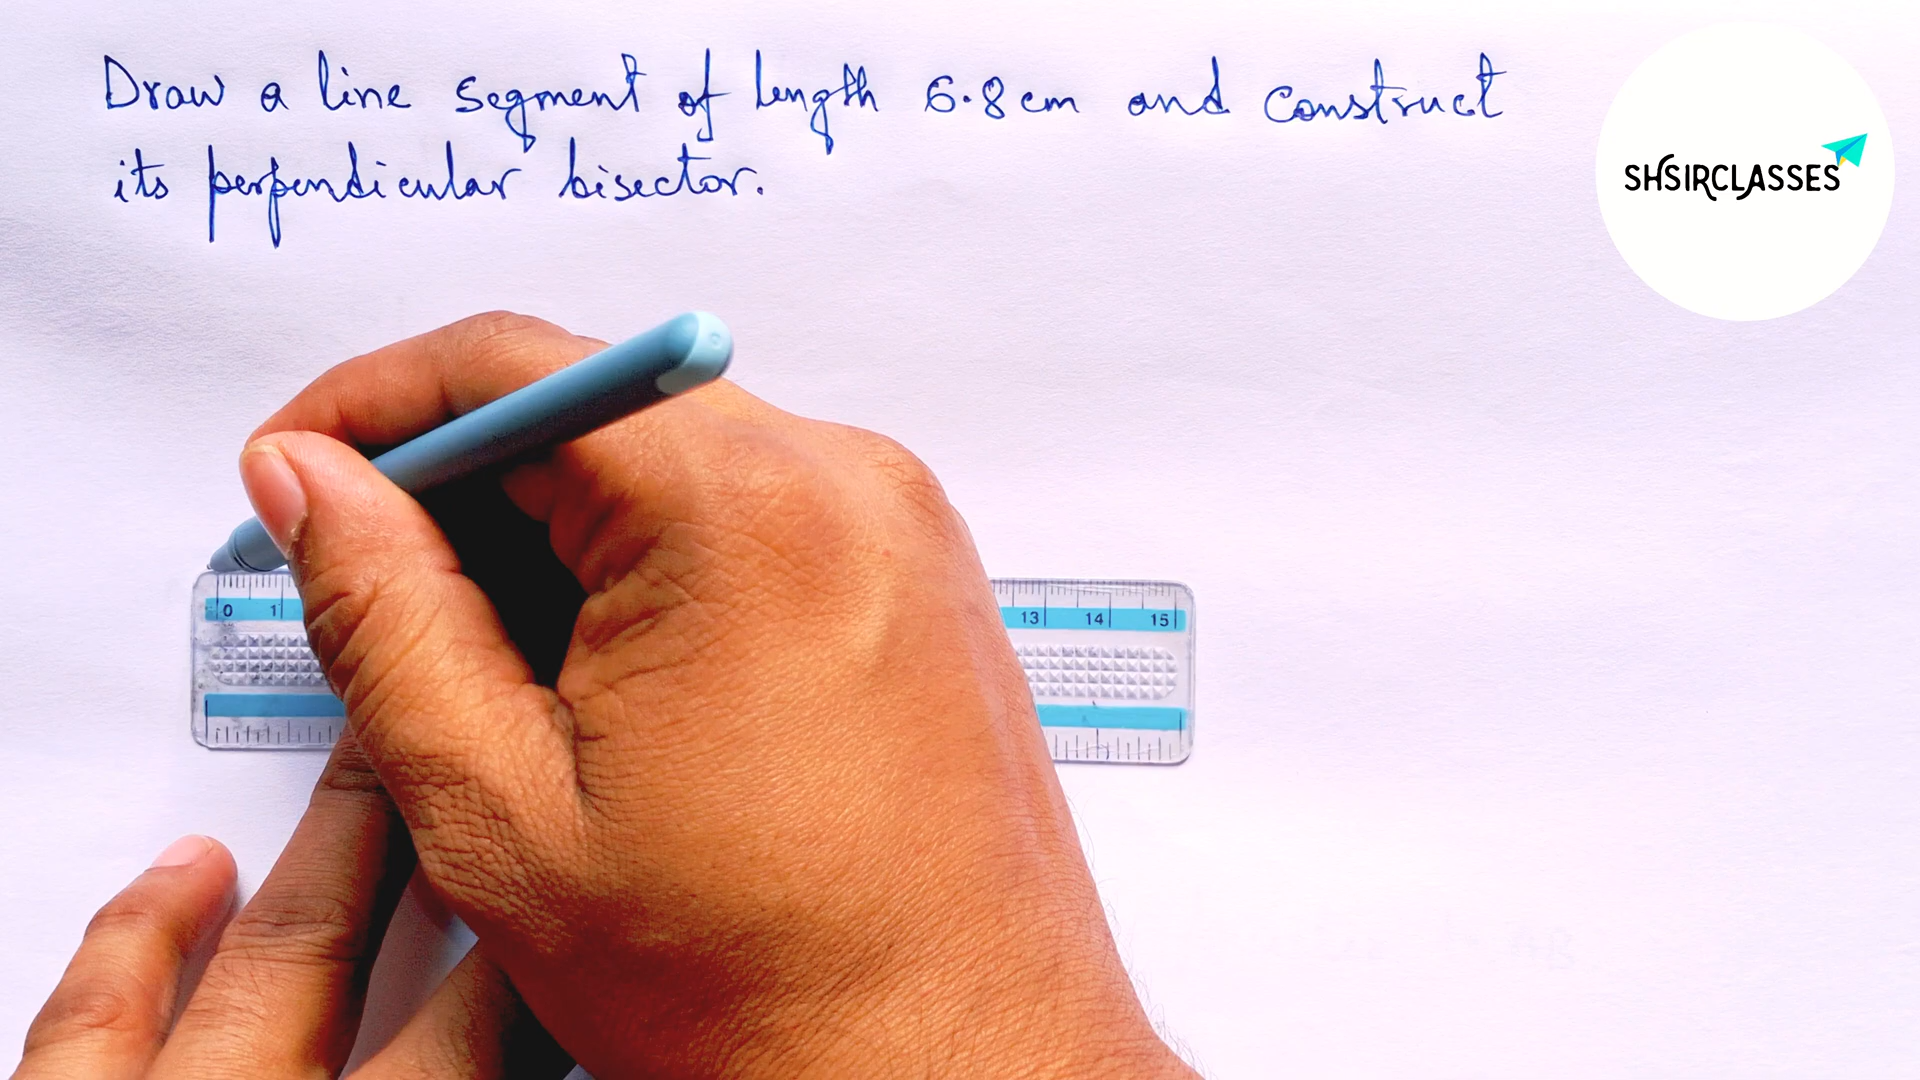 Draw a line segment of length 6.8 cm and construct
its perpendicular bisector.
SHSIRCLASSES
0 1 13 14 15